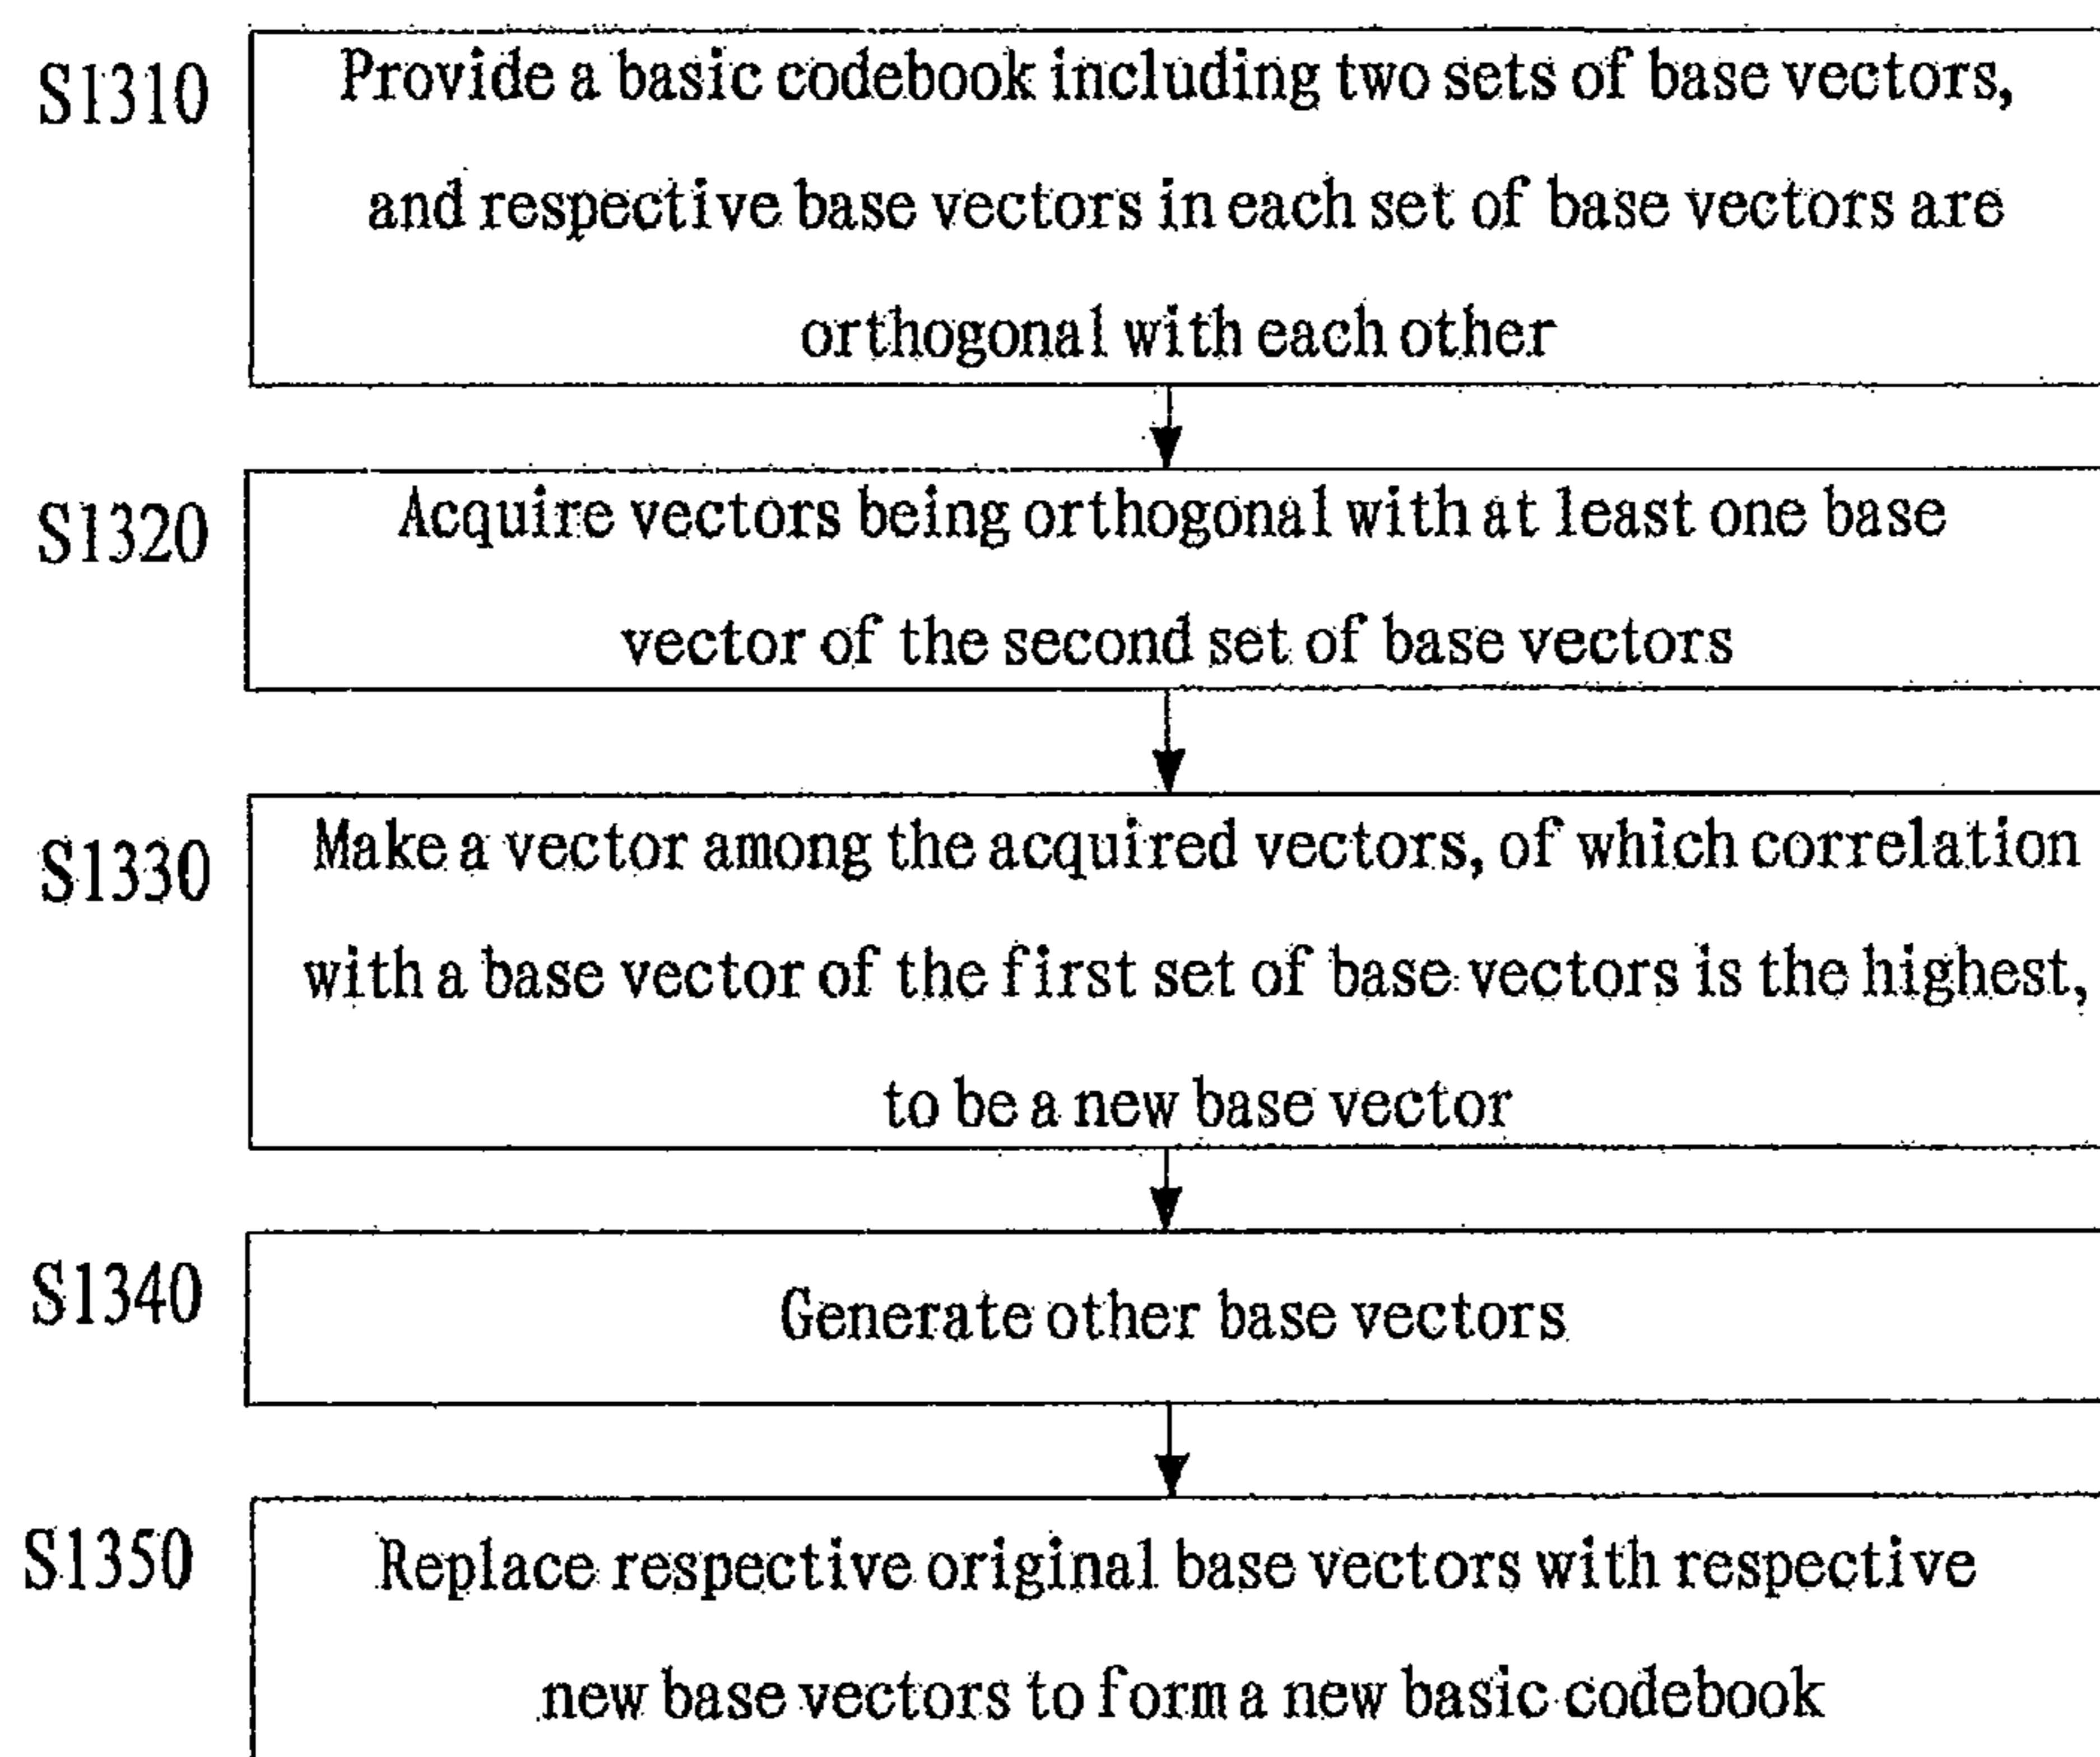 S1310
Provide a basic codebook including two sets of base vectors,
and respective base vectors in each set of base vectors are
orthogonal with each other
S1320
Acquire vectors being orthogonal with at least one base
vector of the second set of base vectors
S1330
Make a vector among the acquired vectors, of which correlation
with a base vector of the first set of base vectors is the highest,
to be a new base vector
S1340
Generate other base vectors
S1350
Replace respective original base vectors with respective
new base vectors to form a new basic codebook